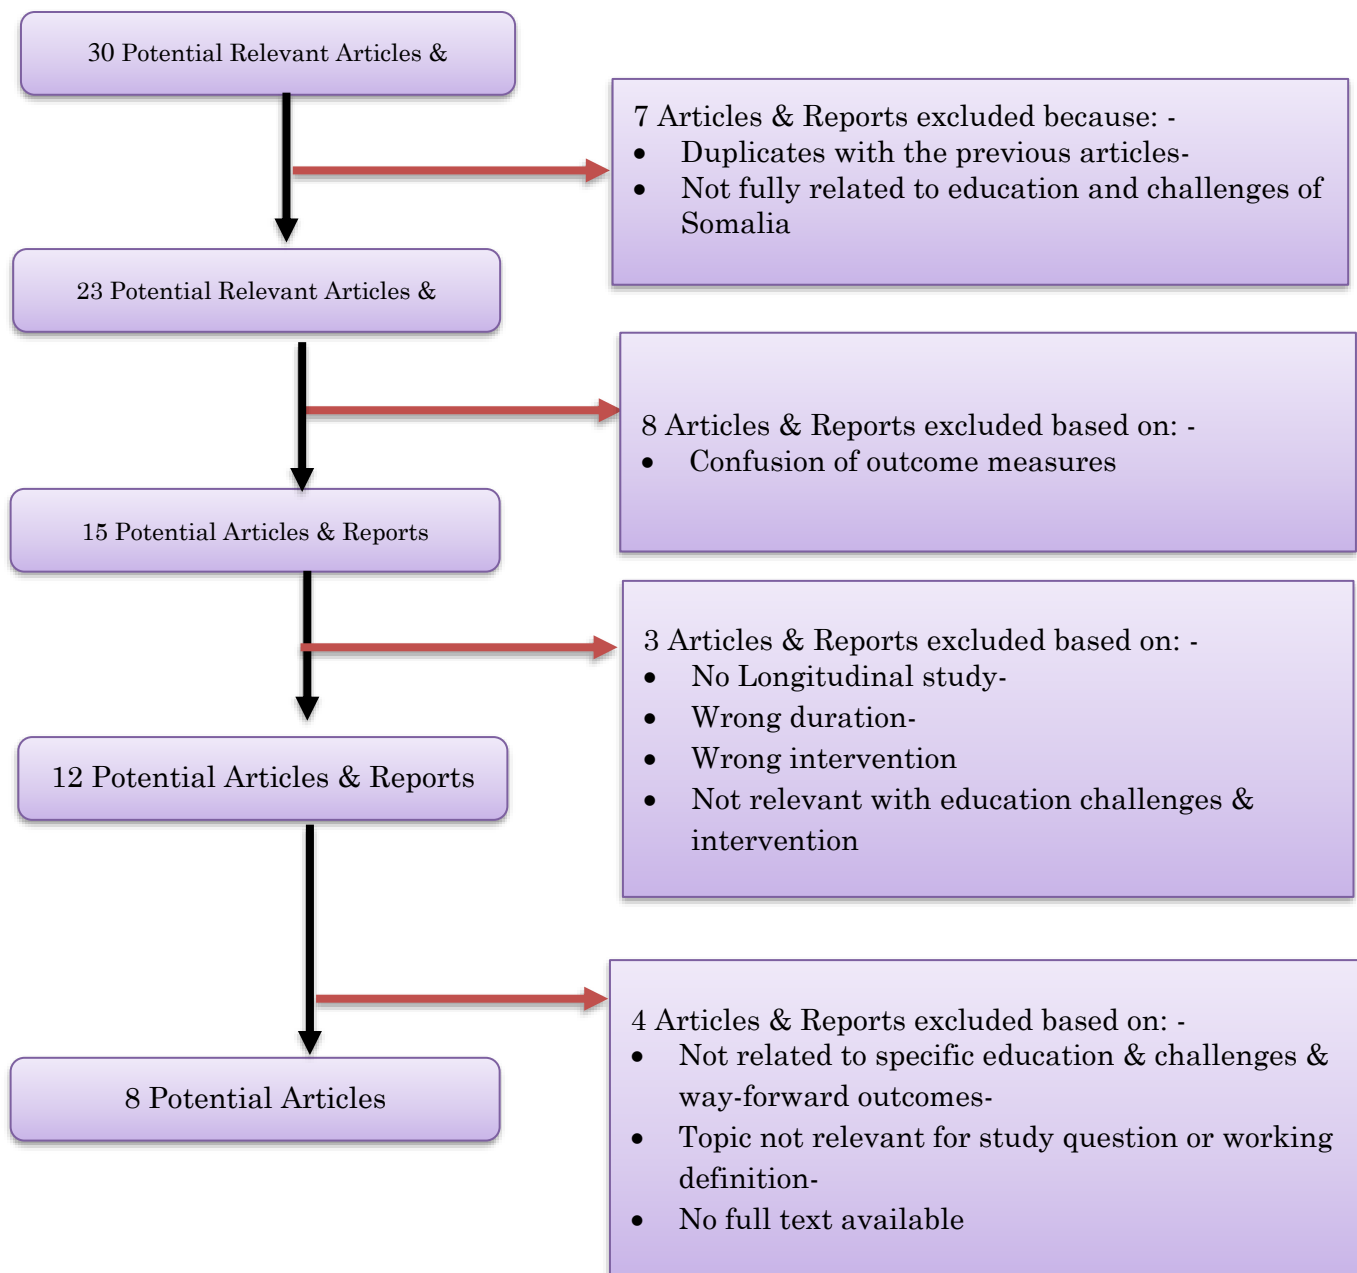 30 Potential Relevant Articles &
7 Articles & Reports excluded because: -
• Duplicates with the previous articles-
• Not fully related to education and challenges of
Somalia
23 Potential Relevant Articles &
8 Articles & Reports excluded based on: -
• Confusion of outcome measures
15 Potential Articles & Reports
3 Articles & Reports excluded based on: -
• No Longitudinal study-
• Wrong duration-
• Wrong intervention
• Not relevant with education challenges &
intervention
12 Potential Articles & Reports
4 Articles & Reports excluded based on: -
• Not related to specific education & challenges &
way-forward outcomes-
• Topic not relevant for study question or working
definition-
• No full text available
8 Potential Articles